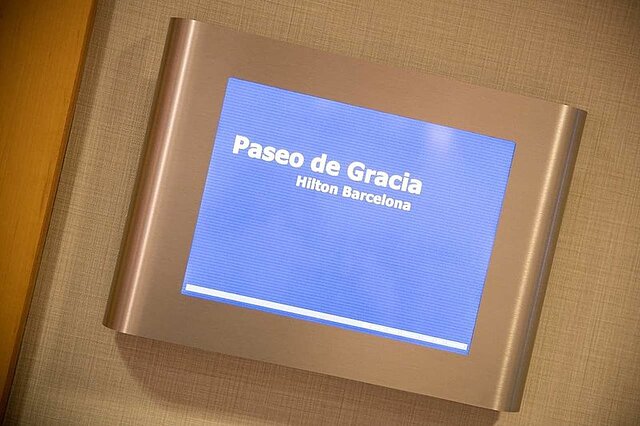 Paseo de Gracia
Hilton Barcelona